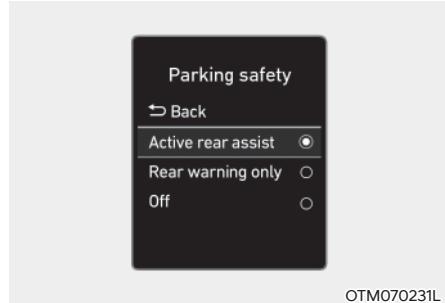 Parking safety
Back
Active rear assist
Rear warning only
Off
OTM070231L